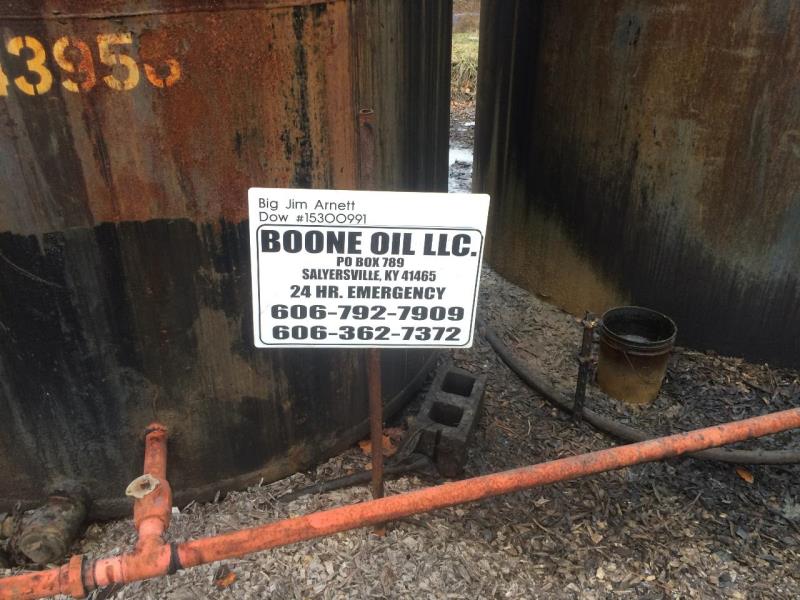 43956
Big Jim Arnett
Dow #15300991
BOONE OIL LLC.
PO BOX 789
SALYERSVILLE, KY 41465
24 HR. EMERGENCY
606-792-7909
606-362-7372